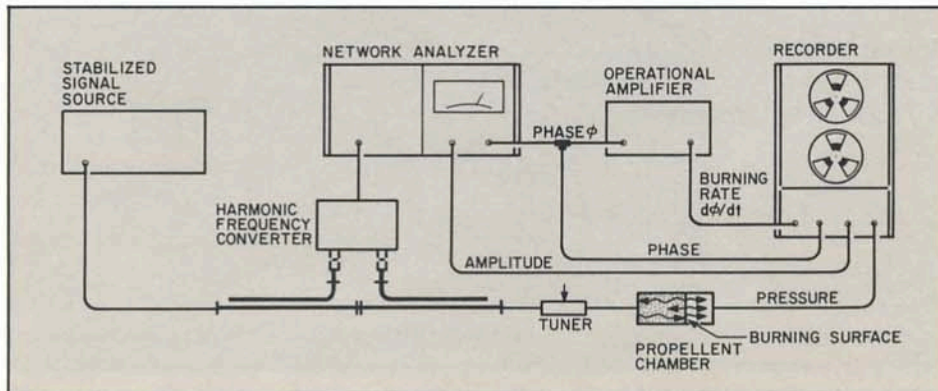 STABILIZED
SIGNAL
SOURCE
NETWORK ANALYZER
OPERATIONAL
AMPLIFIER
RECORDER
PHASE ϕ
BURNING
RATE
dϕ/dt
HARMONIC
FREQUENCY
CONVERTER
PHASE
AMPLITUDE
PRESSURE
TUNER
BURNING SURFACE
PROPELLENT
CHAMBER